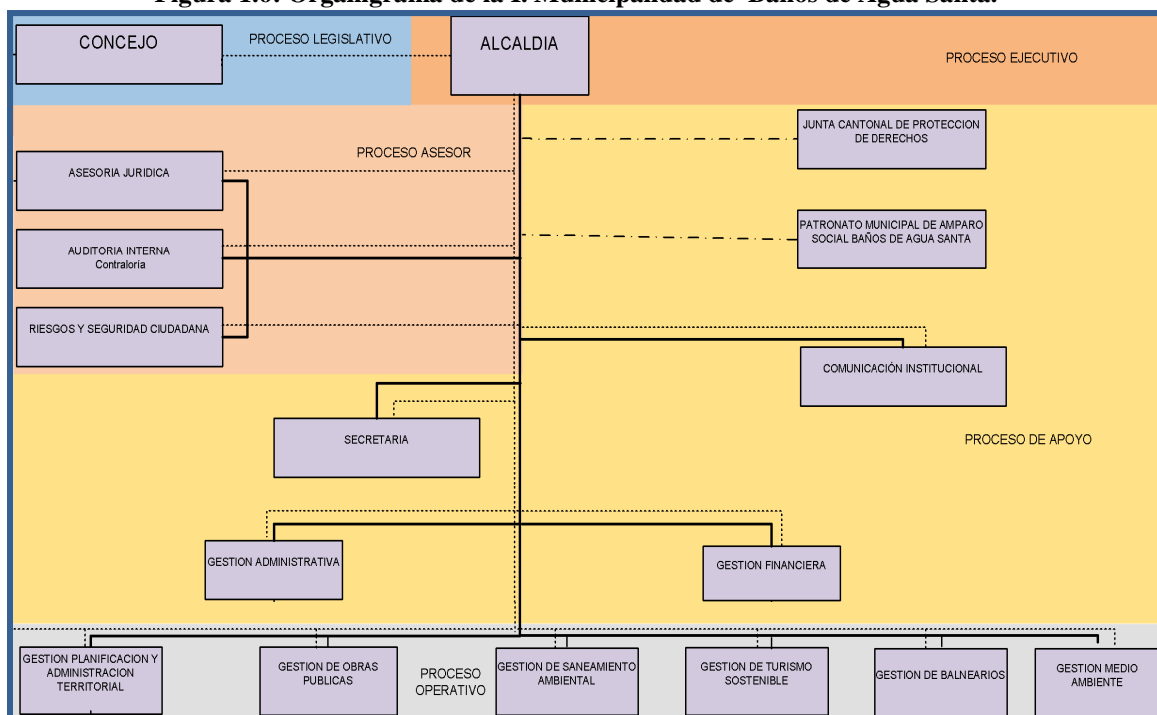 Figura 1.6: Organigrama de la I. Municipalidad de Baños de Agua Santa.
CONCEJO
PROCESO LEGISLATIVO
ALCALDIA
PROCESO EJECUTIVO
JUNTA CANTONAL DE PROTECCION
DE DERECHOS
PROCESO ASESOR
ASESORIA JURIDICA
PATRONATO MUNICIPAL DE AMPARO
SOCIAL BAÑOS DE AGUA SANTA
AUDITORIA INTERNA
Contraloría
RIESGOS Y SEGURIDAD CIUDADANA
COMUNICACIÓN INSTITUCIONAL
SECRETARIA
PROCESO DE APOYO
GESTION ADMINISTRATIVA
GESTION FINANCIERA
GESTION PLANIFICACION Y
ADMINISTRACION
TERRITORIAL
GESTION DE OBRAS
PUBLICAS
PROCESO
OPERATIVO
GESTION DE SANEAMIENTO
AMBIENTAL
GESTION DE TURISMO
SOSTENIBLE
GESTION DE BALNEARIOS
GESTION MEDIO
AMBIENTE